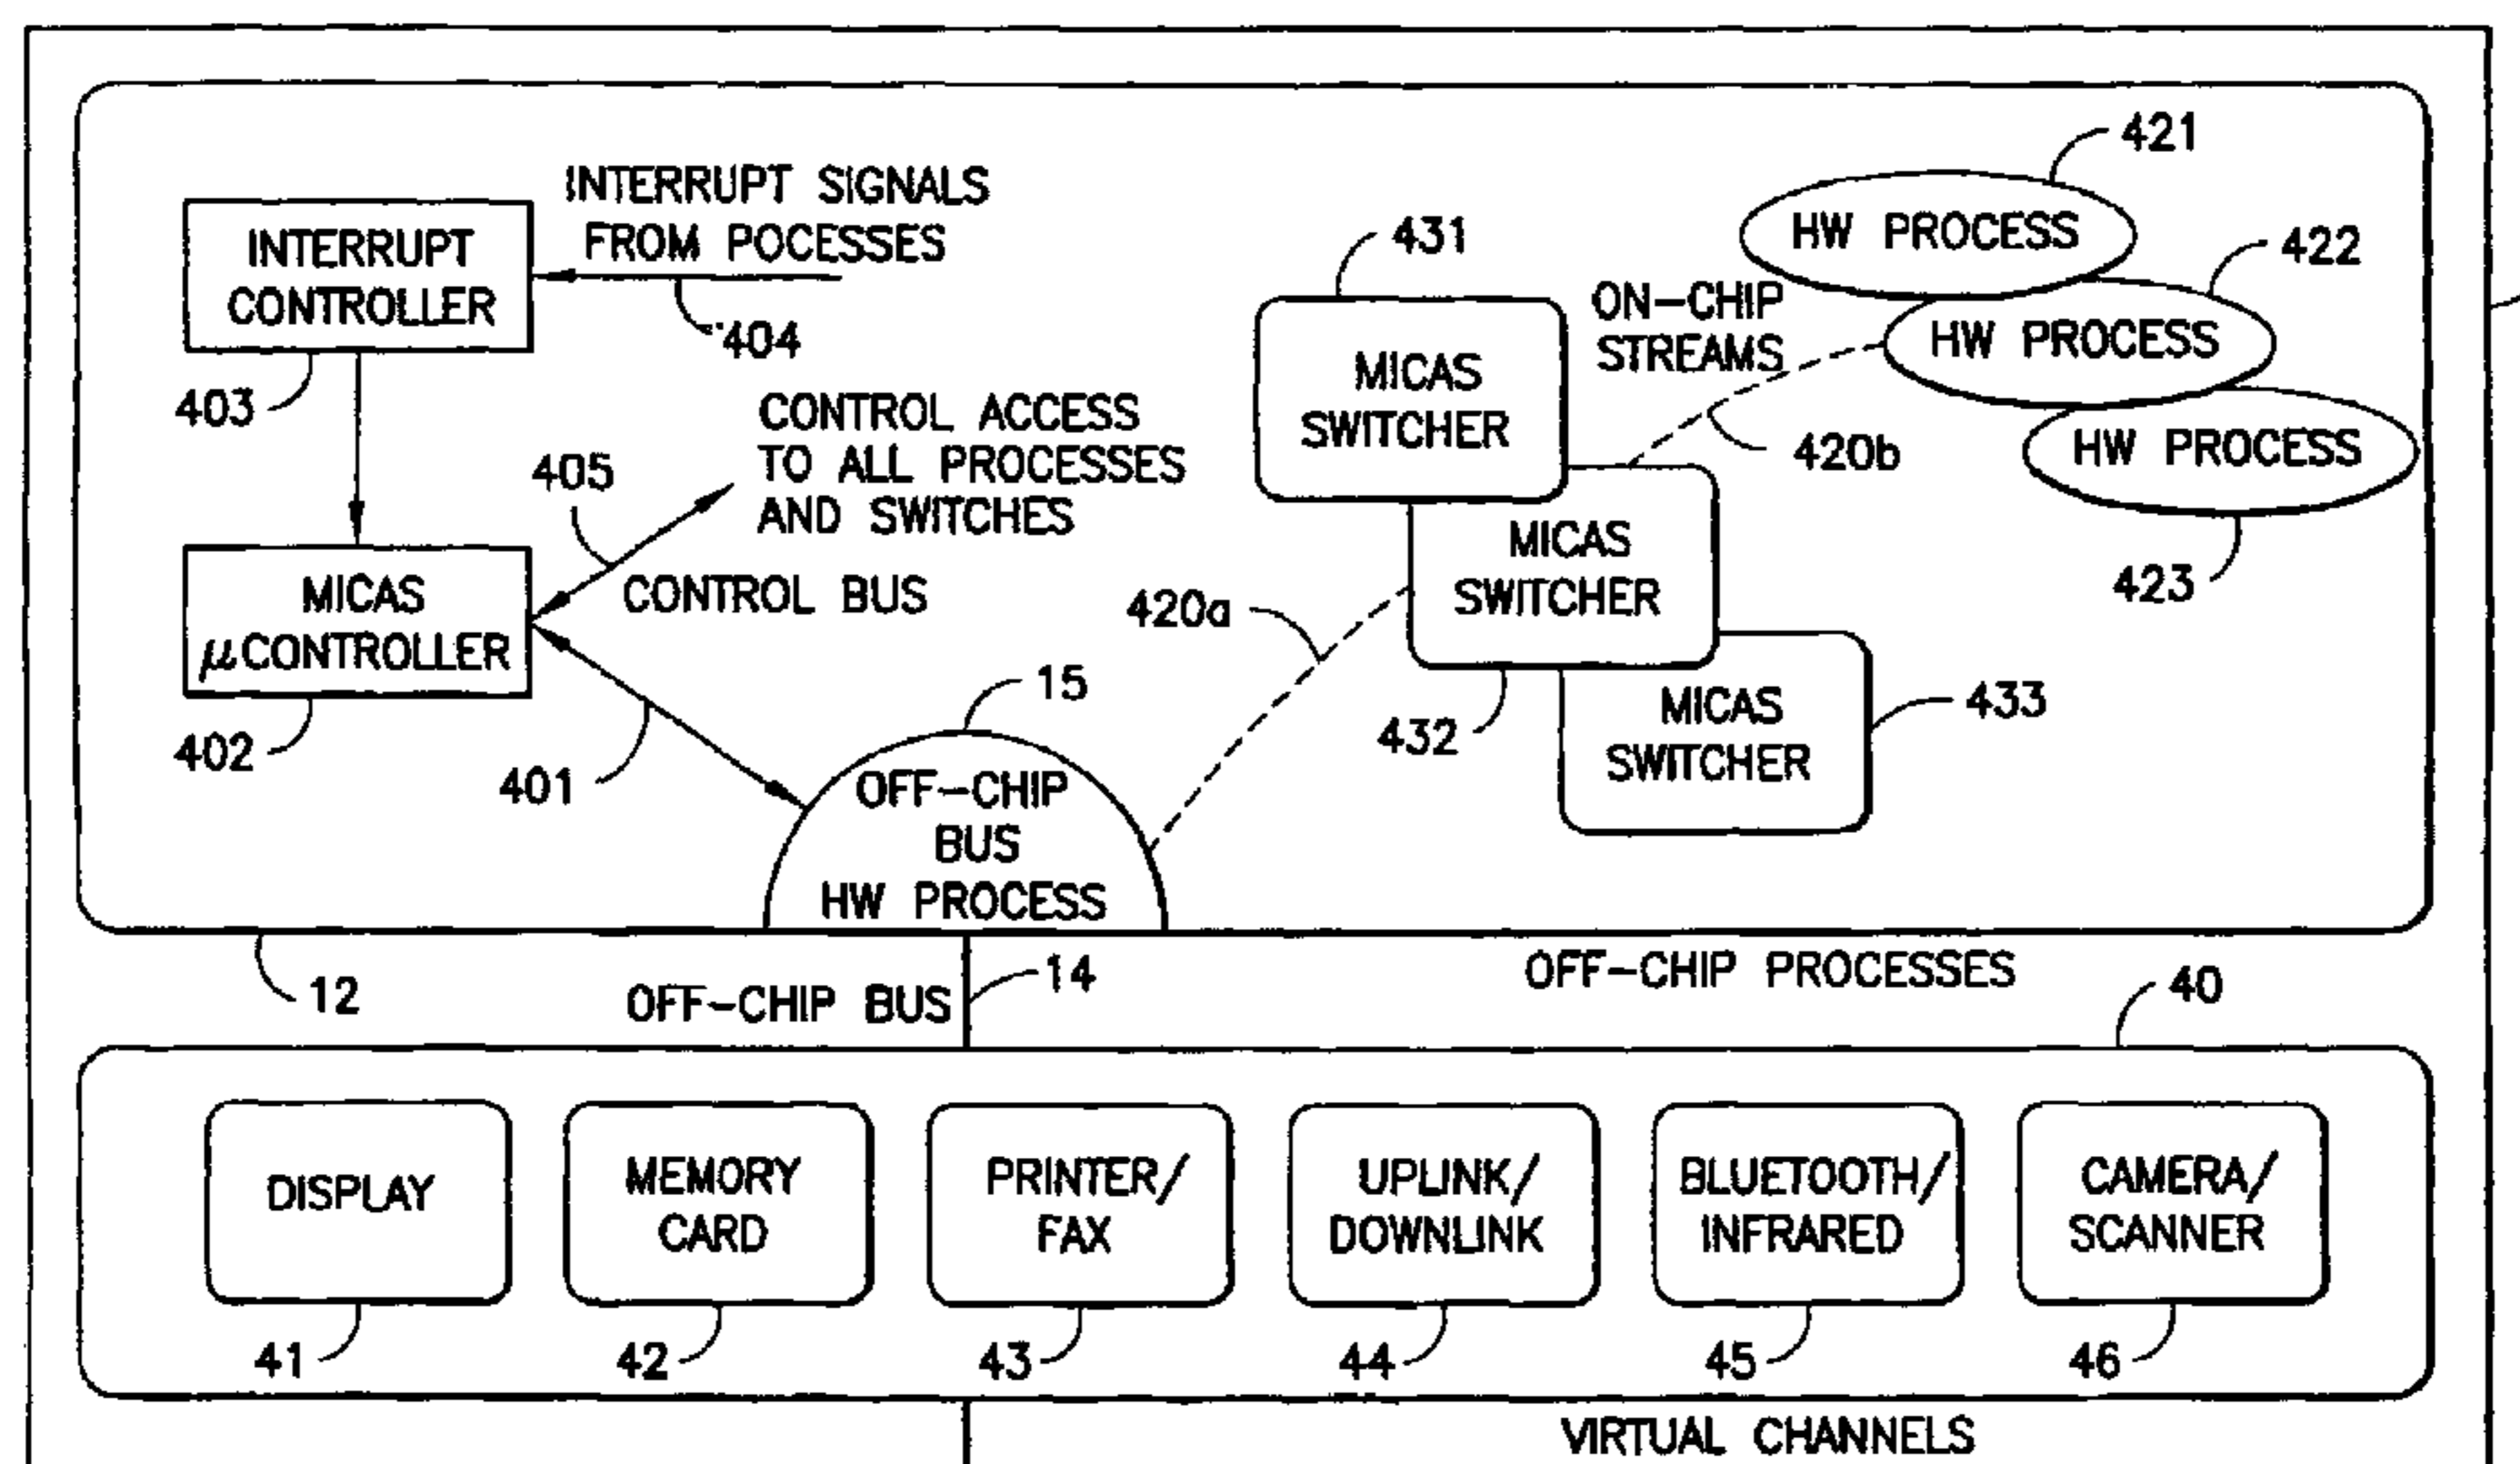 INTERRUPT SIGNALS
FROM POCESSES
INTERRUPT
CONTROLLER
403
404
CONTROL ACCESS
TO ALL PROCESSES
AND SWITCHES
405
CONTROL BUS
MICAS
μCONTROLLER
402
401
15
OFF-CHIP
BUS
HW PROCESS
431
MICAS
SWITCHER
ON-CHIP
STREAMS
421
HW PROCESS
422
HW PROCESS
HW PROCESS
423
420b
420a
MICAS
SWITCHER
432
MICAS
SWITCHER
433
12
OFF-CHIP BUS
14
OFF-CHIP PROCESSES
40
DISPLAY
41
MEMORY
CARD
42
PRINTER/
FAX
43
UPLINK/
DOWNLINK
44
BLUETOOTH/
INFRARED
45
CAMERA/
SCANNER
46
VIRTUAL CHANNELS